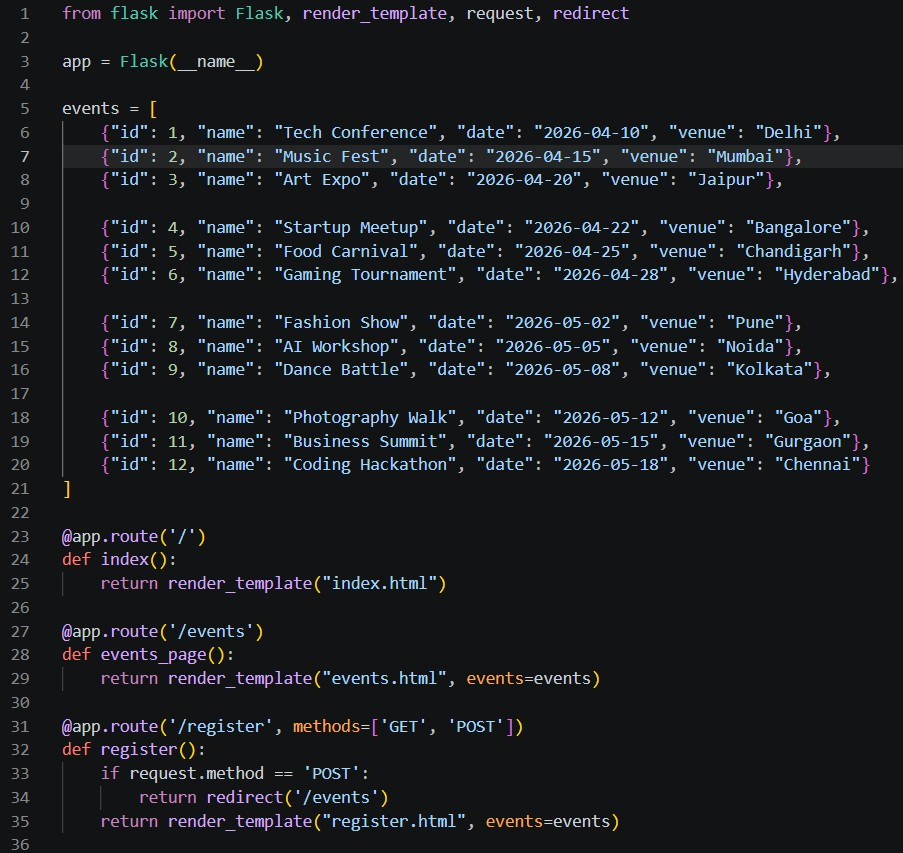 1 from flask import Flask, render_template, request, redirect
2
3 app = Flask(__name__)
4
5 events = [
6     {"id": 1, "name": "Tech Conference", "date": "2026-04-10", "venue": "Delhi"},
7     {"id": 2, "name": "Music Fest", "date": "2026-04-15", "venue": "Mumbai"},
8     {"id": 3, "name": "Art Expo", "date": "2026-04-20", "venue": "Jaipur"},
9
10     {"id": 4, "name": "Startup Meetup", "date": "2026-04-22", "venue": "Bangalore"},
11     {"id": 5, "name": "Food Carnival", "date": "2026-04-25", "venue": "Chandigarh"},
12     {"id": 6, "name": "Gaming Tournament", "date": "2026-04-28", "venue": "Hyderabad"},
13
14     {"id": 7, "name": "Fashion Show", "date": "2026-05-02", "venue": "Pune"},
15     {"id": 8, "name": "AI Workshop", "date": "2026-05-05", "venue": "Noida"},
16     {"id": 9, "name": "Dance Battle", "date": "2026-05-08", "venue": "Kolkata"},
17
18     {"id": 10, "name": "Photography Walk", "date": "2026-05-12", "venue": "Goa"},
19     {"id": 11, "name": "Business Summit", "date": "2026-05-15", "venue": "Gurgaon"},
20     {"id": 12, "name": "Coding Hackathon", "date": "2026-05-18", "venue": "Chennai"}
21 ]
22
23 @app.route('/')
24 def index():
25     return render_template("index.html")
26
27 @app.route('/events')
28 def events_page():
29     return render_template("events.html", events=events)
30
31 @app.route('/register', methods=['GET', 'POST'])
32 def register():
33     if request.method == 'POST':
34         return redirect('/events')
35     return render_template("register.html", events=events)
36